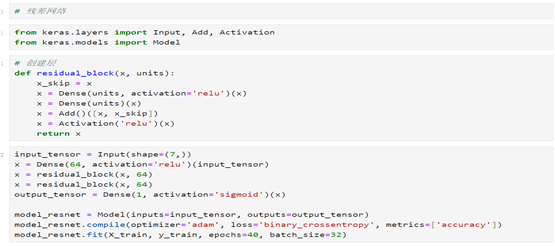 # 残差网络
from keras.layers import Input, Add, Activation
from keras.models import Model
# 创建层
def residual_block(x, units):
    x_skip = x
    x = Dense(units, activation='relu')(x)
    x = Dense(units)(x)
    x = Add()([x, x_skip])
    x = Activation('relu')(x)
    return x
input_tensor = Input(shape=(7,))
x = Dense(64, activation='relu')(input_tensor)
x = residual_block(x, 64)
x = residual_block(x, 64)
output_tensor = Dense(1, activation='sigmoid')(x)
model_resnet = Model(inputs=input_tensor, outputs=output_tensor)
model_resnet.compile(optimizer='adam', loss='binary_crossentropy', metrics=['accuracy'])
model_resnet.fit(X_train, y_train, epochs=40, batch_size=32)